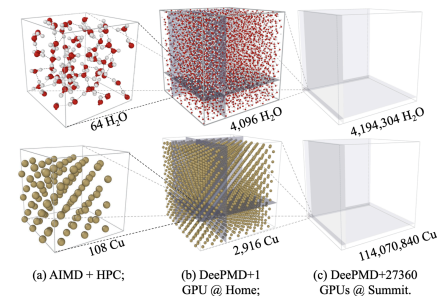 64 H₂O
4,096 H₂O
4,194,304 H₂O
108 Cu
2,916 Cu
114,070,840 Cu
(a) AIMD + HPC;
(b) DeePMD+1
GPU @ Home;
(c) DeePMD+27360
GPUs @ Summit.